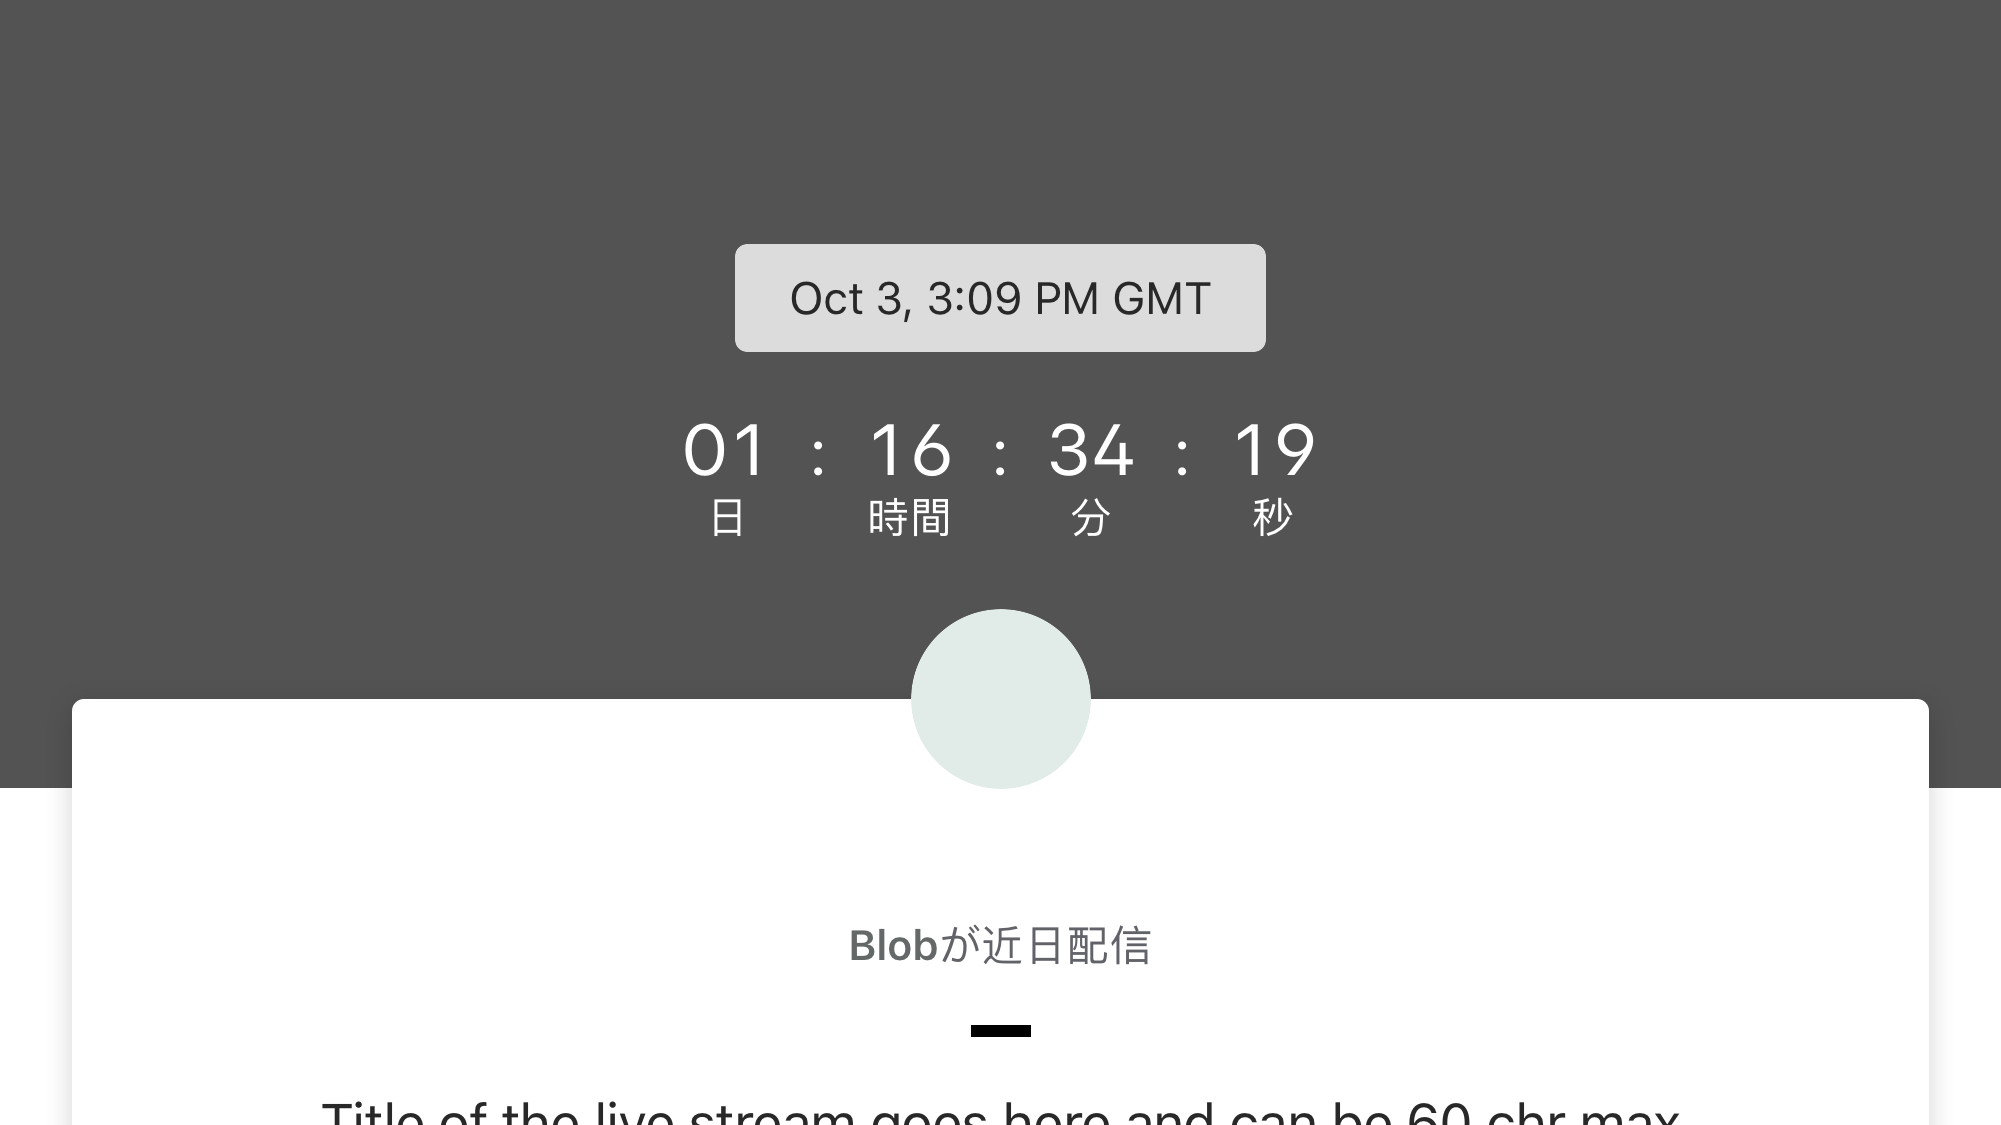 Oct 3, 3:09 PM GMT
01 : 16 : 34 : 19
日 時間 分 秒
Blobが近日配信
Title of the live stream goes here and can be 60 chr max